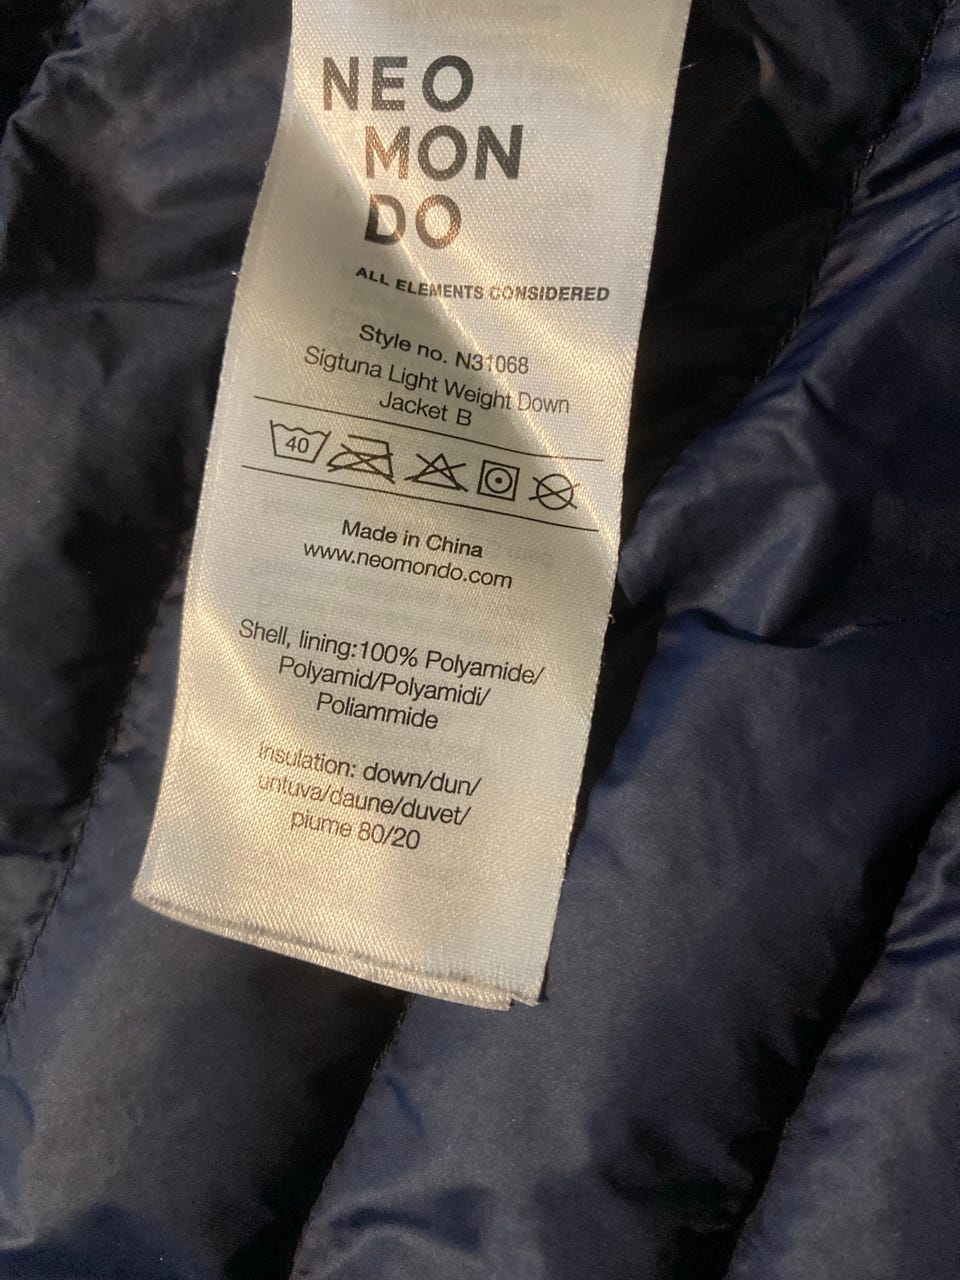 NEO
MON
DO
ALL ELEMENTS CONSIDERED
Style no. N31068
Sigtuna Light Weight Down
Jacket B
40
Made in China
www.neomondo.com
Shell, lining:100% Polyamide/
Polyamid/Polyamidi/
Poliammide
Insulation: down/dun/
untuva/daune/duvet/
piume 80/20